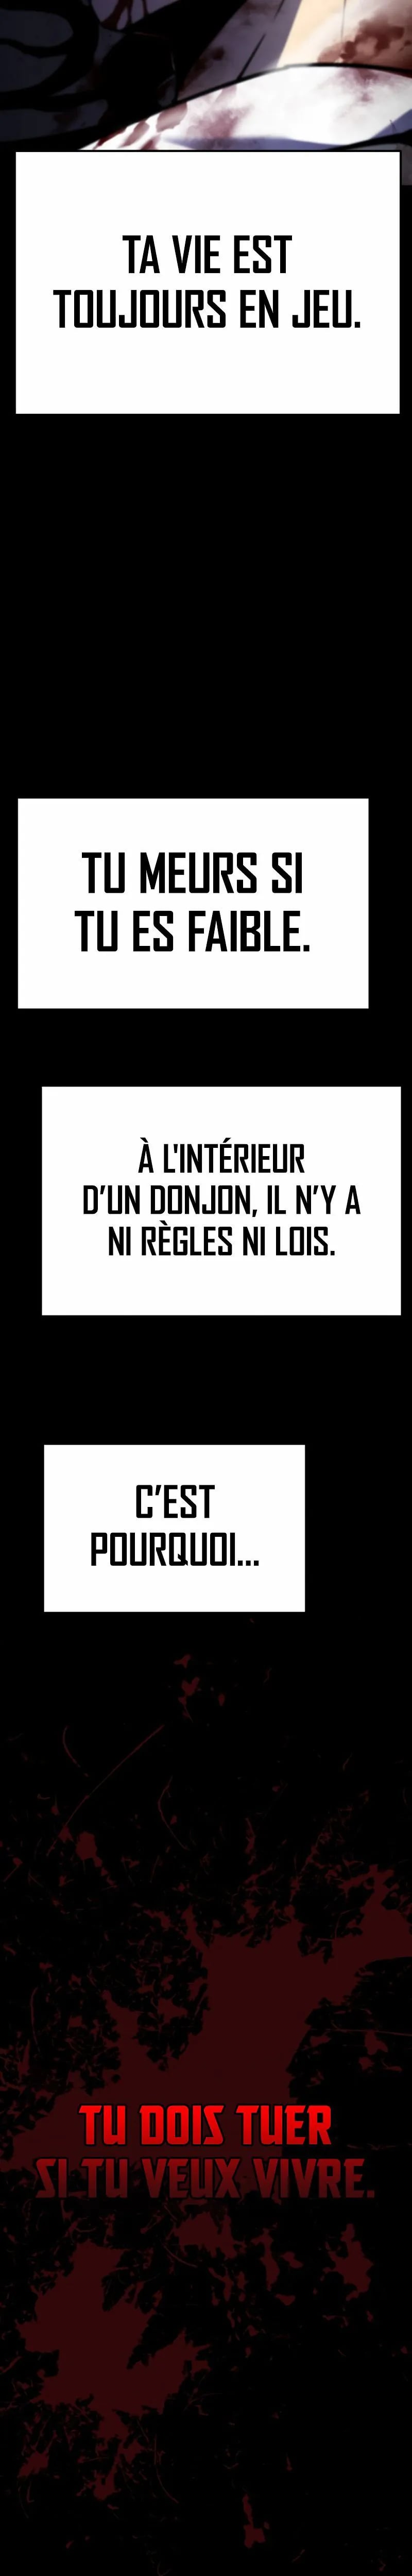 TA VIE EST
TOUJOURS EN JEU.
TU MEURS SI
TU ES FAIBLE.
À L'INTÉRIEUR
D'UN DONJON, IL N'Y A
NI RÈGLES NI LOIS.
C'EST
POURQUOI...
TU DOIS TUER
SI TU VEUX VIVRE.